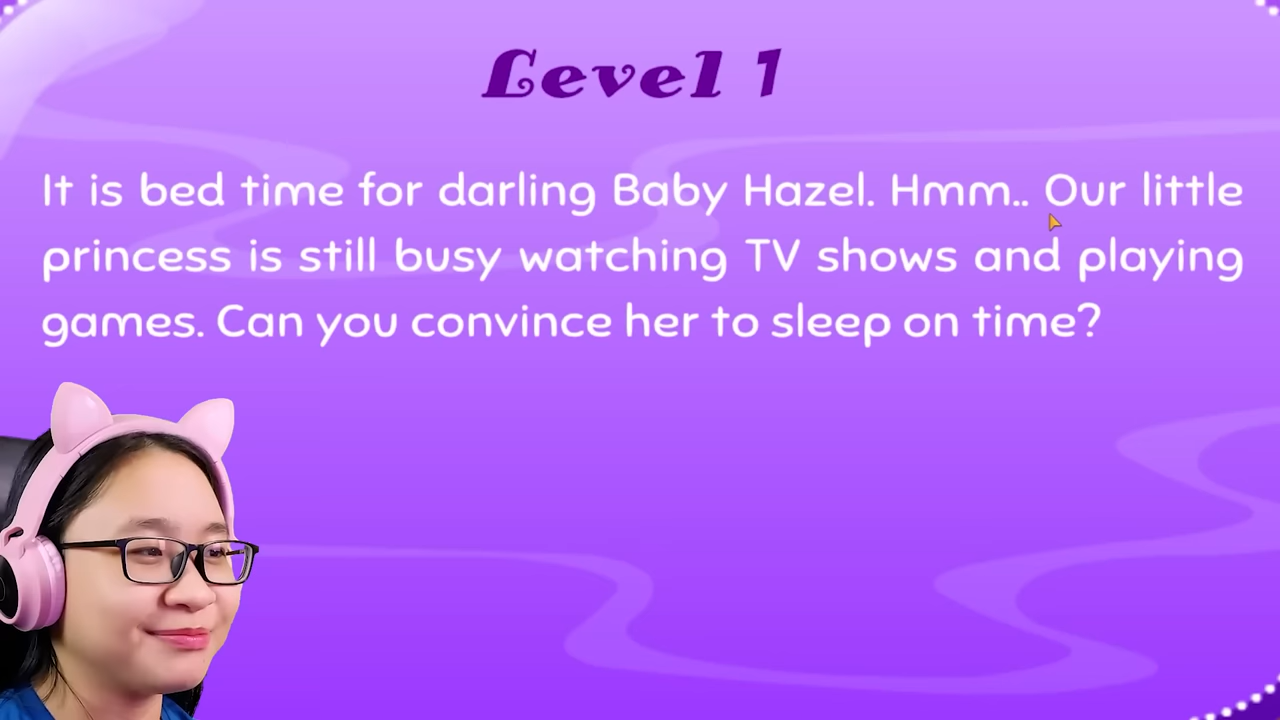 Level 1
It is bed time for darling Baby Hazel. Hmm.. Our little
princess is still busy watching TV shows and playing
games. Can you convince her to sleep on time?